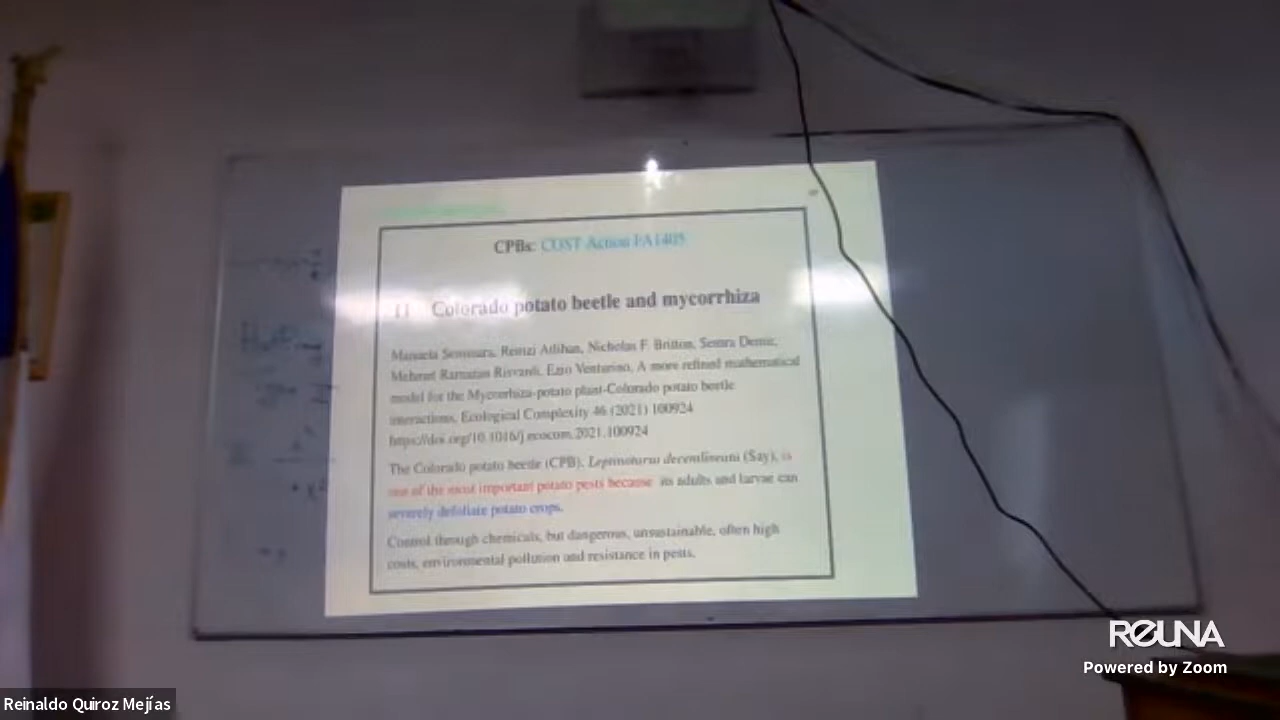 CPBs: COST Action FA1405
11 Colorado potato beetle and mycorrhiza
Manuela Remzi Atlihan, Nicholas F. Britton, Semra Demir,
Mehmet Ramazan Risvanli, Ezio Venturino, A more refined mathematical
model for the Mycorrhiza-potato plant-Colorado potato beetle
interactions, Ecological Complexity 46 (2021) 100924
https://doi.org/10.1016/j.ecocom.2021.100924
The Colorado potato beetle (CPB), Leptinotarsa decemlineata (Say), is
one of the most important potato pests because its adults and larvae can
severely defoliate potato crops.
Control through chemicals, but dangerous, unsustainable, often high
costs, environmental pollution and resistance in pests.
REUNA
Powered by Zoom
Reinaldo Quiroz Mejías